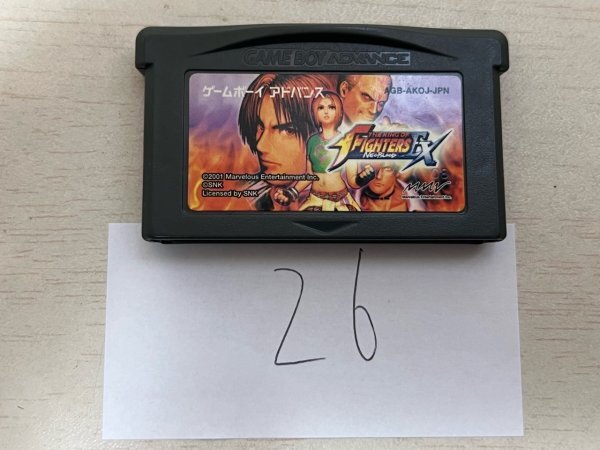 GAME BOY ADVANCE
ゲームボーイ アドバンス
AGB-AKOJ-JPN
THE KING OF
FIGHTERS EX
NEOBLOOD
©2001 Marvelous Entertainment Inc.
©SNK
Licensed by SNK
MMV
26